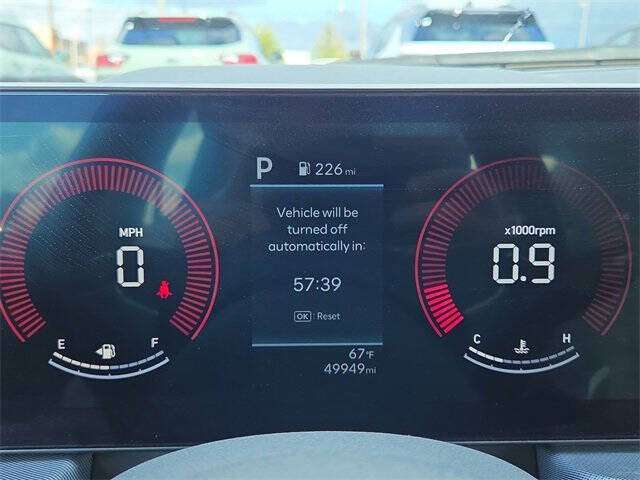 P 226 mi
Vehicle will be
turned off
automatically in:
57:39
OK : Reset
67°F
49949 mi
MPH
0
E F
x1000rpm
0.9
C H